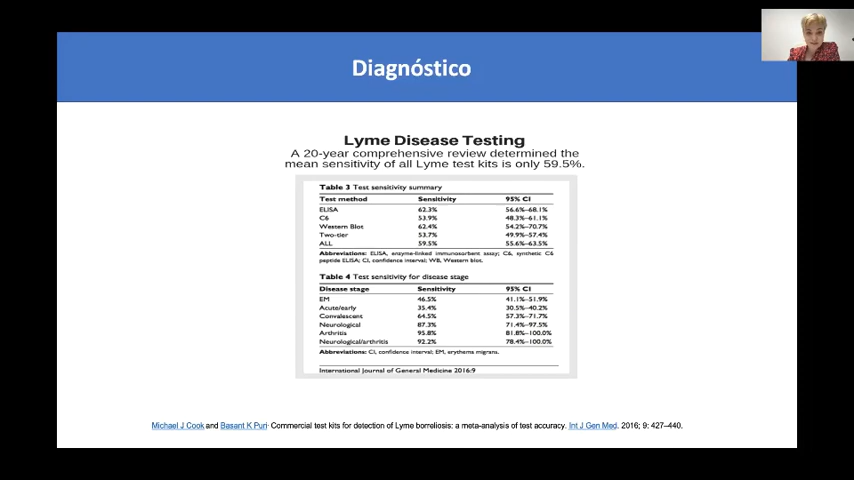 Diagnóstico
Lyme Disease Testing
A 20-year comprehensive review determined the
mean sensitivity of all Lyme test kits is only 59.5%.
Table 3 Test sensitivity summary
Test method Sensitivity 95% CI
ELISA 62.3% 56.6%–68.1%
C6 53.9% 48.3%–61.1%
Western Blot 62.4% 54.2%–70.7%
Two-tier 53.7% 49.9%–57.4%
ALL 59.5% 55.6%–63.5%
Abbreviations: ELISA, enzyme-linked immunosorbent assay; C6, synthetic C6
peptide ELISA; CI, confidence interval; WB, Western blot.
Table 4 Test sensitivity for disease stage
Disease stage Sensitivity 95% CI
EM 46.5% 41.1%–51.9%
Acute/early 35.4% 30.5%–40.2%
Convalescent 64.5% 57.3%–71.7%
Neurological 87.3% 71.4%–97.5%
Arthritis 95.8% 81.8%–100.0%
Neurological/arthritis 92.2% 78.4%–100.0%
Abbreviations: CI, confidence interval; EM, erythema migrans.
International Journal of General Medicine 2016:9
Michael J Cook and Basant K Puri· Commercial test kits for detection of Lyme borreliosis: a meta-analysis of test accuracy. Int J Gen Med. 2016; 9: 427–440.